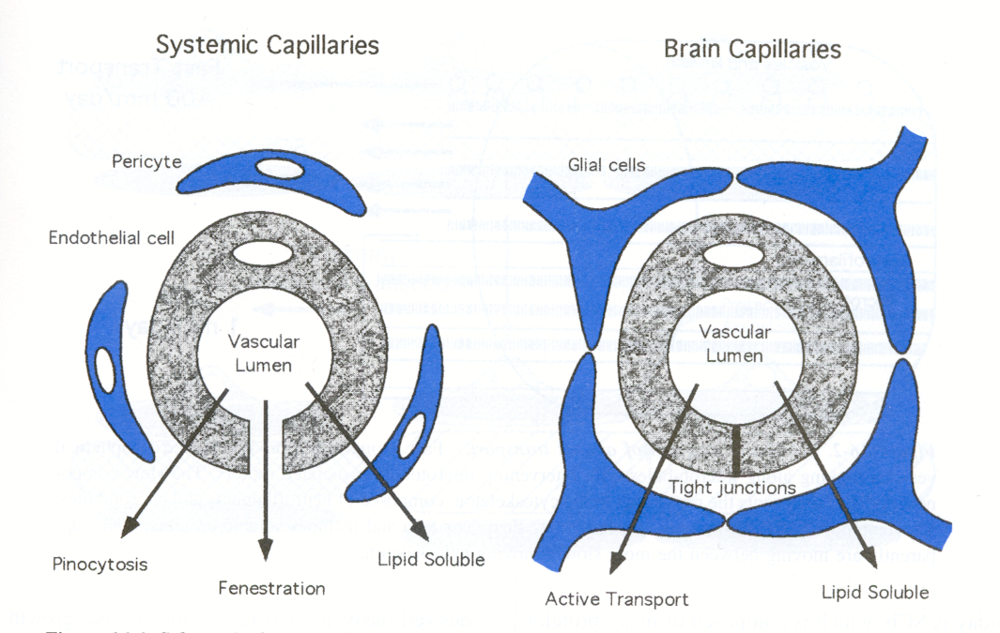 Systemic Capillaries
Brain Capillaries
Pericyte
Glial cells
Endothelial cell
Vascular
Lumen
Vascular
Lumen
Tight junctions
Pinocytosis
Lipid Soluble
Fenestration
Active Transport
Lipid Soluble